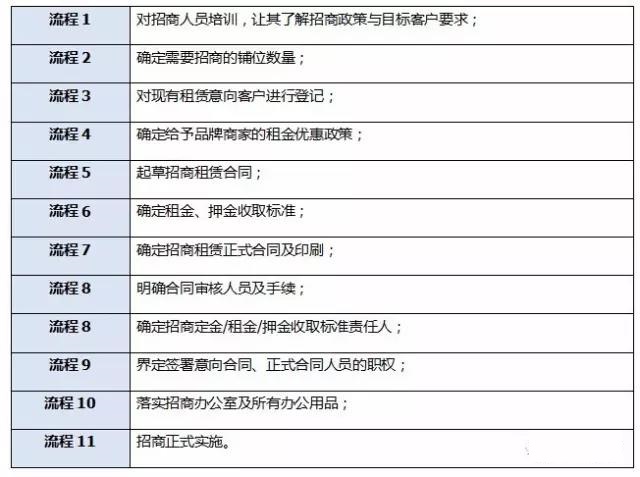 流程 1 对招商人员培训，让其了解招商政策与目标客户要求；
流程 2 确定需要招商的铺位数量；
流程 3 对现有租赁意向客户进行登记；
流程 4 确定给予品牌商家的租金优惠政策；
流程 5 起草招商租赁合同；
流程 6 确定租金、押金收取标准；
流程 7 确定招商租赁正式合同及印刷；
流程 8 明确合同审核人员及手续；
流程 8 确定招商定金/租金/押金收取标准责任人；
流程 9 界定签署意向合同、正式合同人员的职权；
流程 10 落实招商办公室及所有办公用品；
流程 11 招商正式实施。